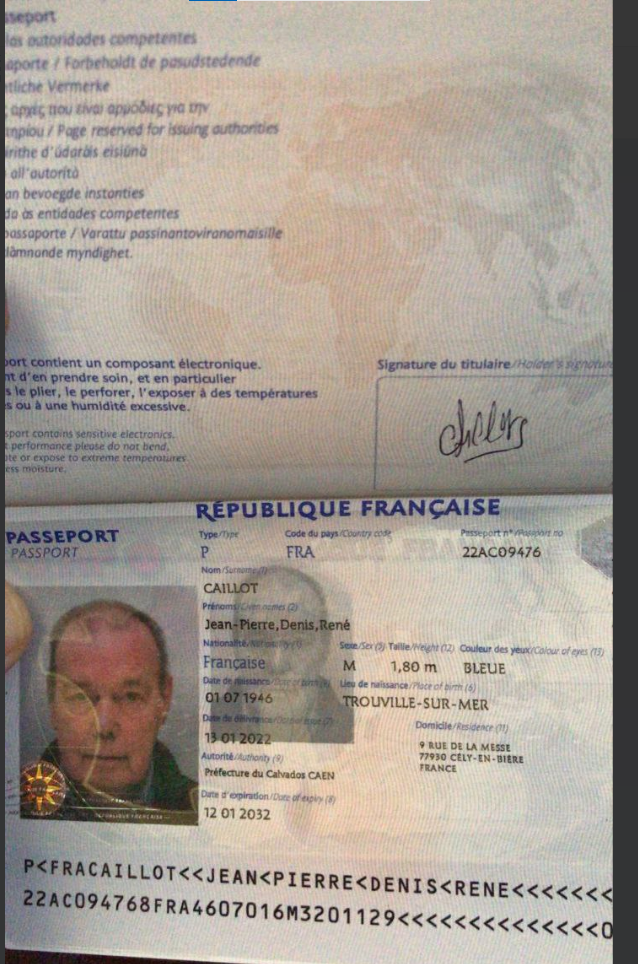 sseport
las autoridades competentes
aporte / Forbeholdt de pasudstedende
tliche Vermerke
αρχές που είναι αρμόδιες για την
Page reserved for issuing authorities
d'údaráis eisiúna
all'autorità
an bevoegde instanties
da às entidades competentes
passaporte / Varattu passinantoviranomaisille
myndighet.
port contient un composant électronique.
nt d'en prendre soin, et en particulier
s le plier, le perforer, l'exposer à des températures
s ou à une humidité excessive.
sport contains sensitive electronics.
t performance please do not bend,
te or expose to extreme temperatures
ess moisture.
Signature du titulaire/Holder's signature
RÉPUBLIQUE FRANÇAISE
PASSEPORT
PASSPORT
Type/Type
Code du pays/Country code
Passeport n°/Passport no
P
FRA
22AC09476
Nom/Surname(1)
CAILLOT
Prénoms/Given names (2)
Jean-Pierre,Denis,René
Nationalité/Nationality (3)
Sexe/Sex (5) Taille/Height (12) Couleur des yeux/Colour of eyes (13)
Française
M 1,80 m BLEUE
Date de naissance/Date of birth (4)
Lieu de naissance/Place of birth (6)
01 07 1946
TROUVILLE-SUR-MER
Date de délivrance/Date of issue (7)
Domicile/Residence (11)
13 01 2022
9 RUE DE LA MESSE
77930 CÉLY-EN-BIÈRE
FRANCE
Autorité/Authority (9)
Préfecture du Calvados CAEN
Date d'expiration/Date of expiry (8)
12 01 2032
P<FRACAILLOT<<JEAN<PIERRE<DENIS<RENE<<<<<<<
22AC094768FRA4607016M3201129<<<<<<<<<<<<<<0